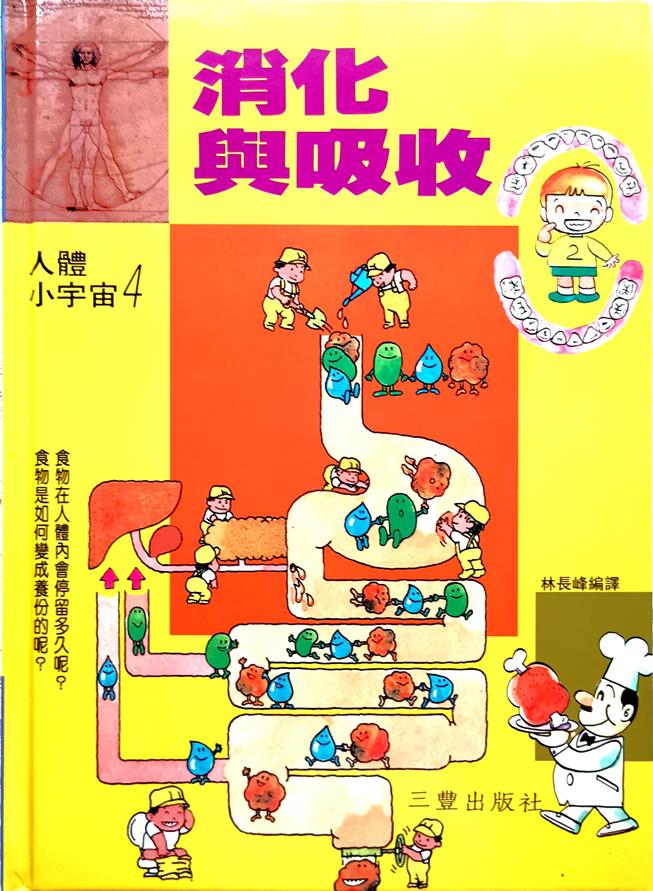 消化
與吸收
人體
小宇宙4
2
食物在人體內會停留多久呢？
食物是如何變成養份的呢？
林長峰編譯
三豐出版社